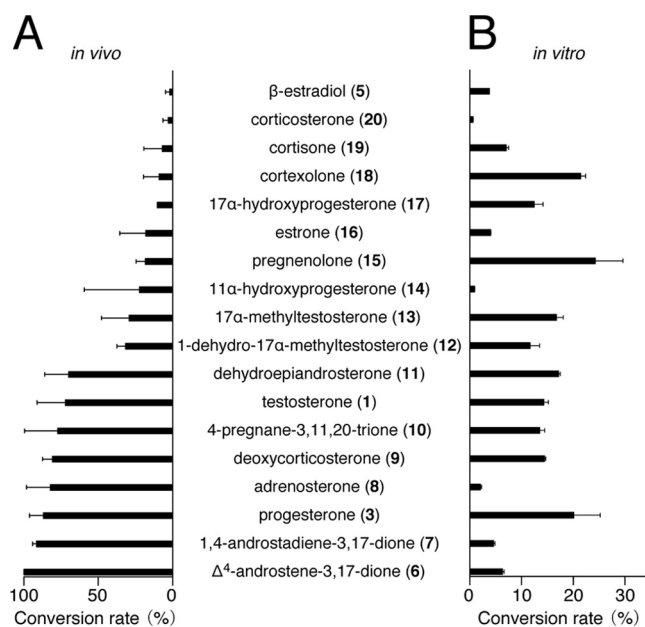 A
B
in vivo
in vitro
β-estradiol (5)
corticosterone (20)
cortisone (19)
cortexolone (18)
17α-hydroxyprogesterone (17)
estrone (16)
pregnenolone (15)
11α-hydroxyprogesterone (14)
17α-methyltestosterone (13)
1-dehydro-17α-methyltestosterone (12)
dehydroepiandrosterone (11)
testosterone (1)
4-pregnane-3,11,20-trione (10)
deoxycorticosterone (9)
adrenosterone (8)
progesterone (3)
1,4-androstadiene-3,17-dione (7)
Δ⁴-androstene-3,17-dione (6)
100 50 0
0 10 20 30
Conversion rate (%)
Conversion rate (%)